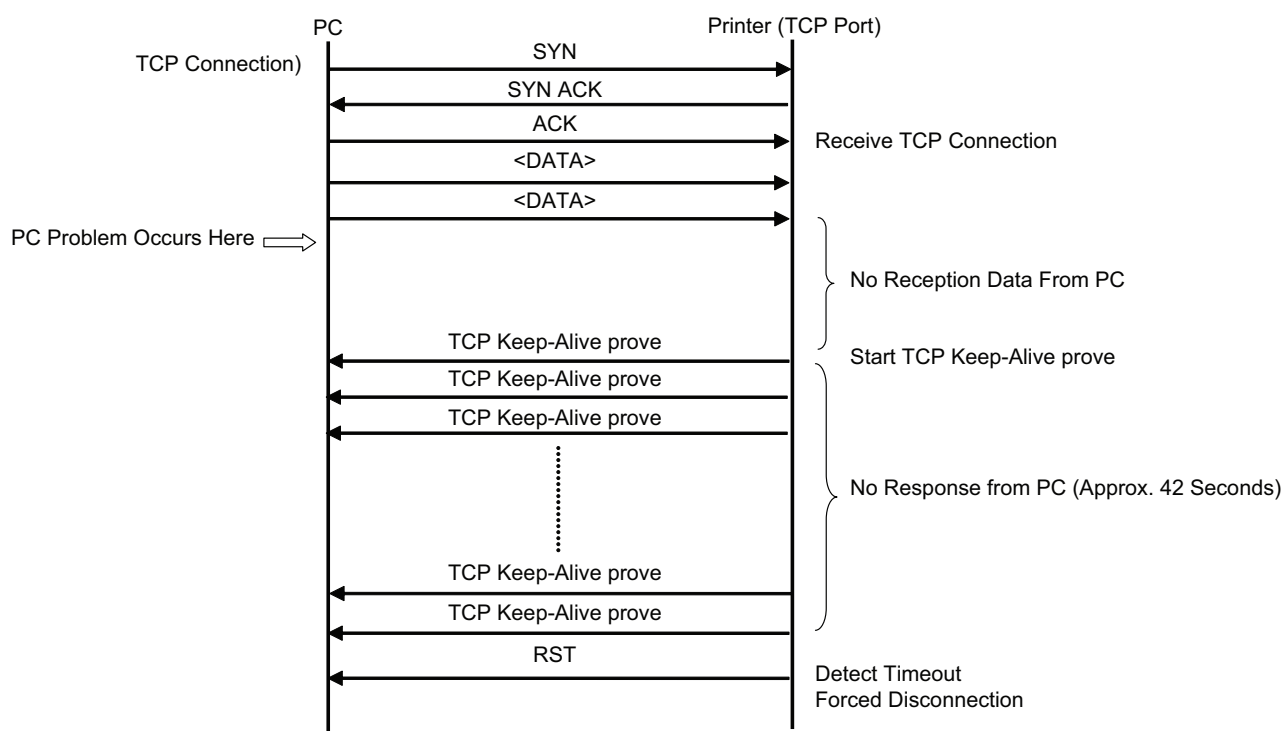 PC
Printer (TCP Port)
TCP Connection)
SYN
SYN ACK
ACK
Receive TCP Connection
<DATA>
<DATA>
PC Problem Occurs Here
No Reception Data From PC
TCP Keep-Alive prove
Start TCP Keep-Alive prove
TCP Keep-Alive prove
TCP Keep-Alive prove
No Response from PC (Approx. 42 Seconds)
TCP Keep-Alive prove
TCP Keep-Alive prove
RST
Detect Timeout
Forced Disconnection